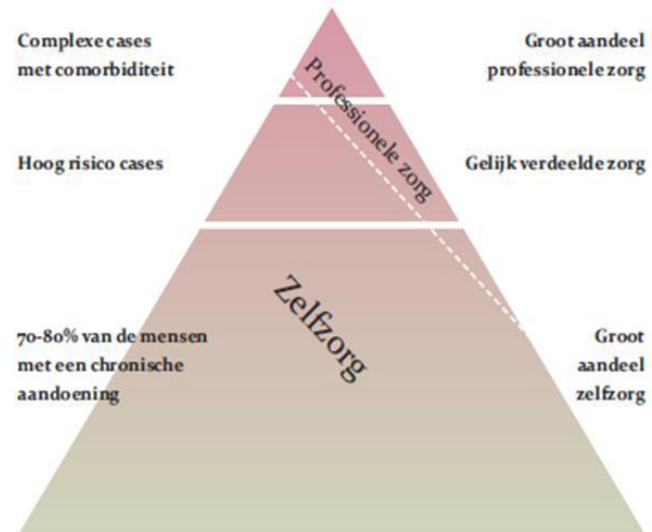 Complexe cases
met comorbiditeit
Groot aandeel
professionele zorg
Professionele zorg
Hoog risico cases
Gelijk verdeelde zorg
Zelfzorg
70-80% van de mensen
met een chronische
aandoening
Groot
aandeel
zelfzorg